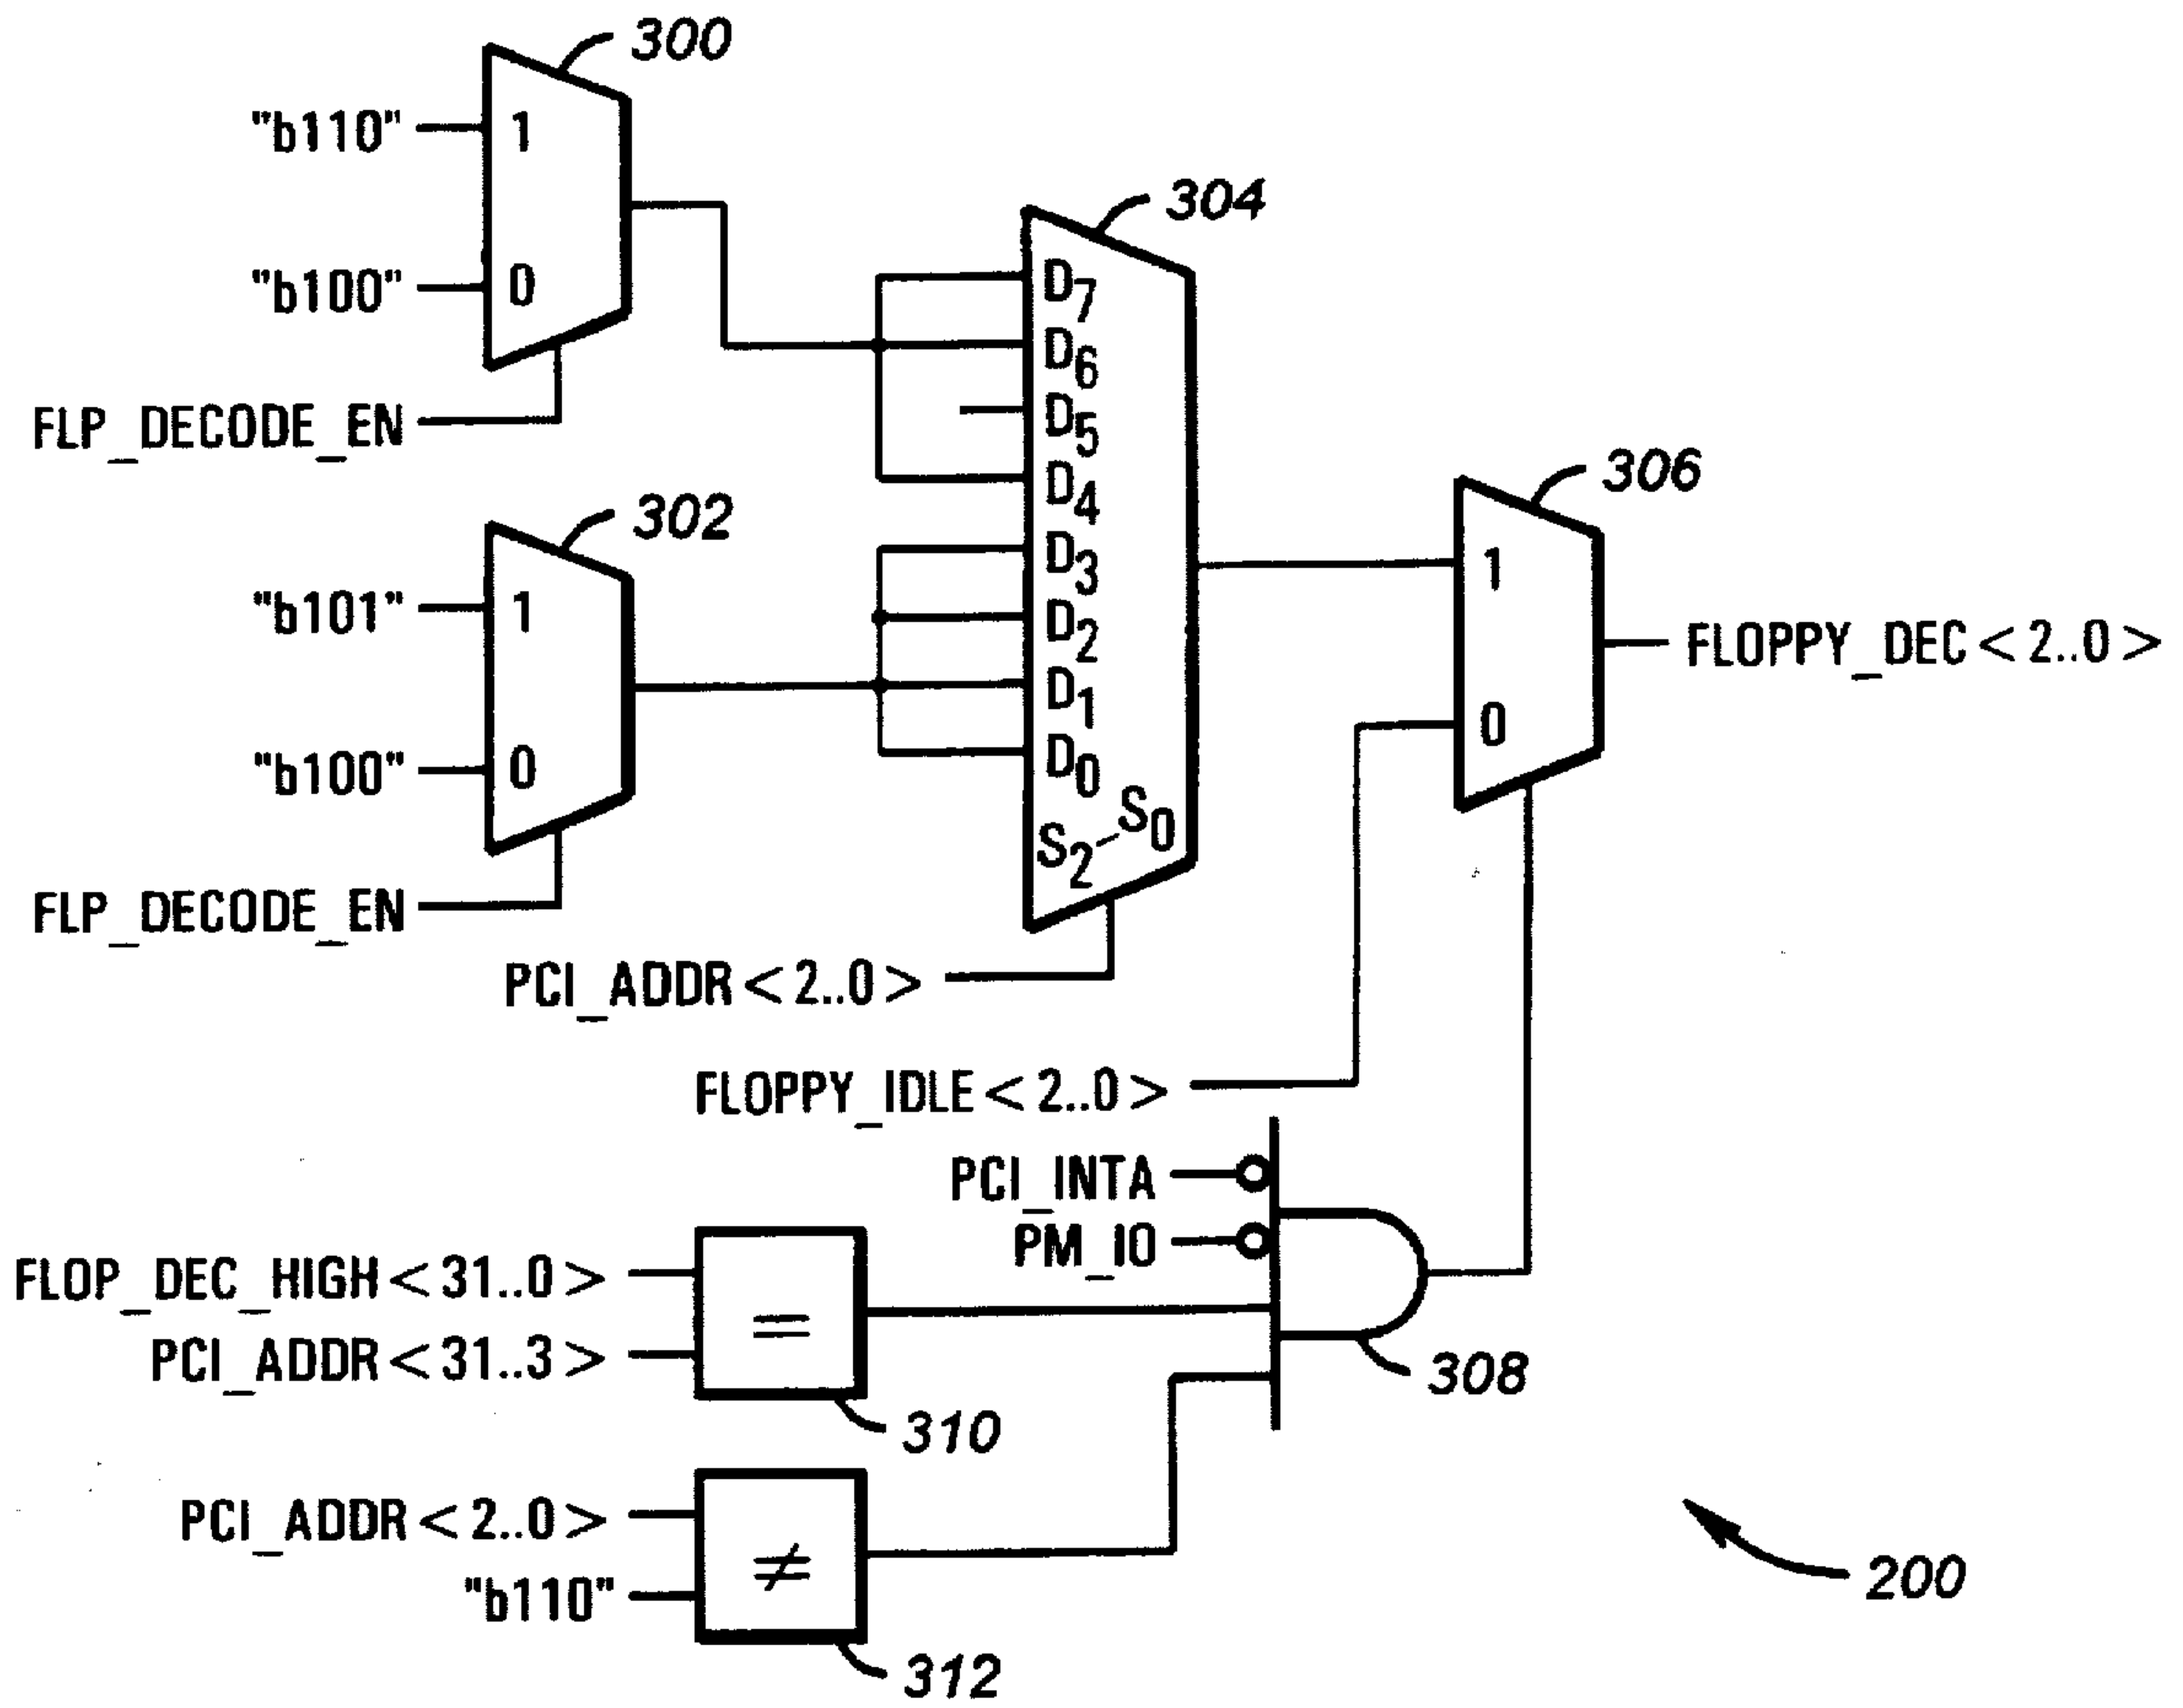 300
"b110"
1
"b100"
0
FLP_DECODE_EN
302
"b101"
1
"b100"
0
FLP_DECODE_EN
304
D7
D6
D5
D4
D3
D2
D1
D0
S2-S0
PCI_ADDR<2..0>
306
1
0
FLOPPY_DEC<2..0>
FLOPPY_IDLE<2..0>
PCI_INTA
PM_IO
308
FLOP_DEC_HIGH<31..0>
PCI_ADDR<31..3>
=
310
PCI_ADDR<2..0>
"b110"
≠
312
200